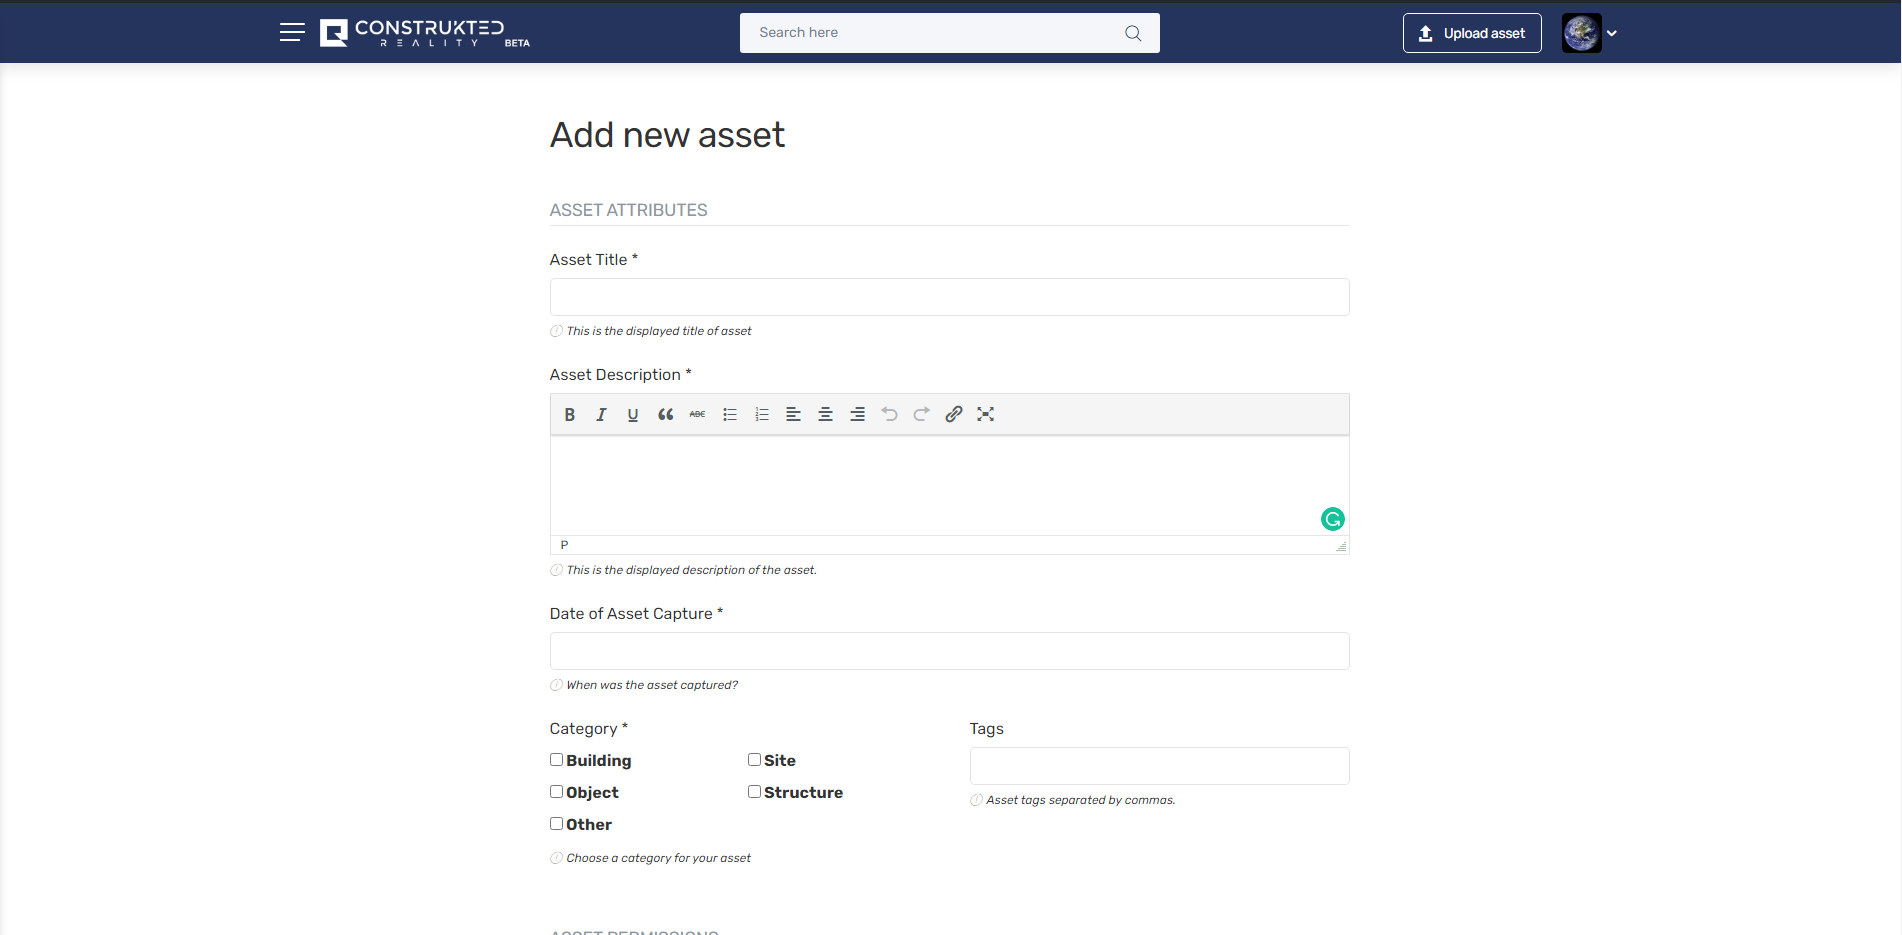 CONSTRUKTED
REALITY BETA
Search here
Upload asset
Add new asset
ASSET ATTRIBUTES
Asset Title *
This is the displayed title of asset
Asset Description *
B I U “ ABC
P
This is the displayed description of the asset.
Date of Asset Capture *
When was the asset captured?
Category *
Building
Site
Object
Structure
Other
Choose a category for your asset
Tags
Asset tags separated by commas.
ASSET PERMISSIONS